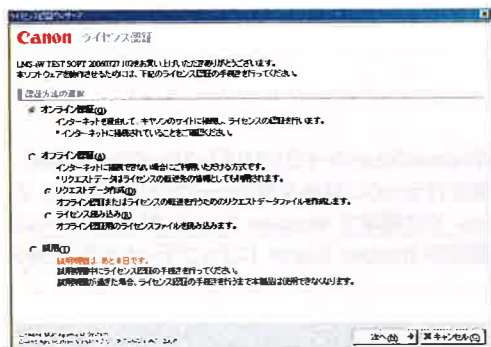 Canon ライセンス認証
LMS-iW TEST SOFT 20060727 1029をお買い上げいただきありがとうございます。
本ソフトウェアを動作させるためには、下記のライセンス認証の手続きを行ってください。
認証方法の選択
オンライン認証(O)
インターネットを経由して、キヤノンのサイトに接続し、ライセンスの認証を行います。
*インターネットに接続されていることをご確認ください。
オフライン認証(A)
インターネットに接続できない場合にご利用いただける方式です。
*リクエストデータはライセンスの転送先の情報としても利用されます。
リクエストデータ作成(D)
オフライン認証またはライセンスの転送を行うためのリクエストデータファイルを作成します。
ライセンス読み込み(R)
オフライン認証用のライセンスファイルを読み込みます。
試用(T)
試用期間は、あと6日です。
試用期間中にライセンス認証の手続きを行ってください。
試用期間が過ぎた場合、ライセンス認証の手続きを行うまで本製品は使用できなくなります。
次へ(N) キャンセル(C)